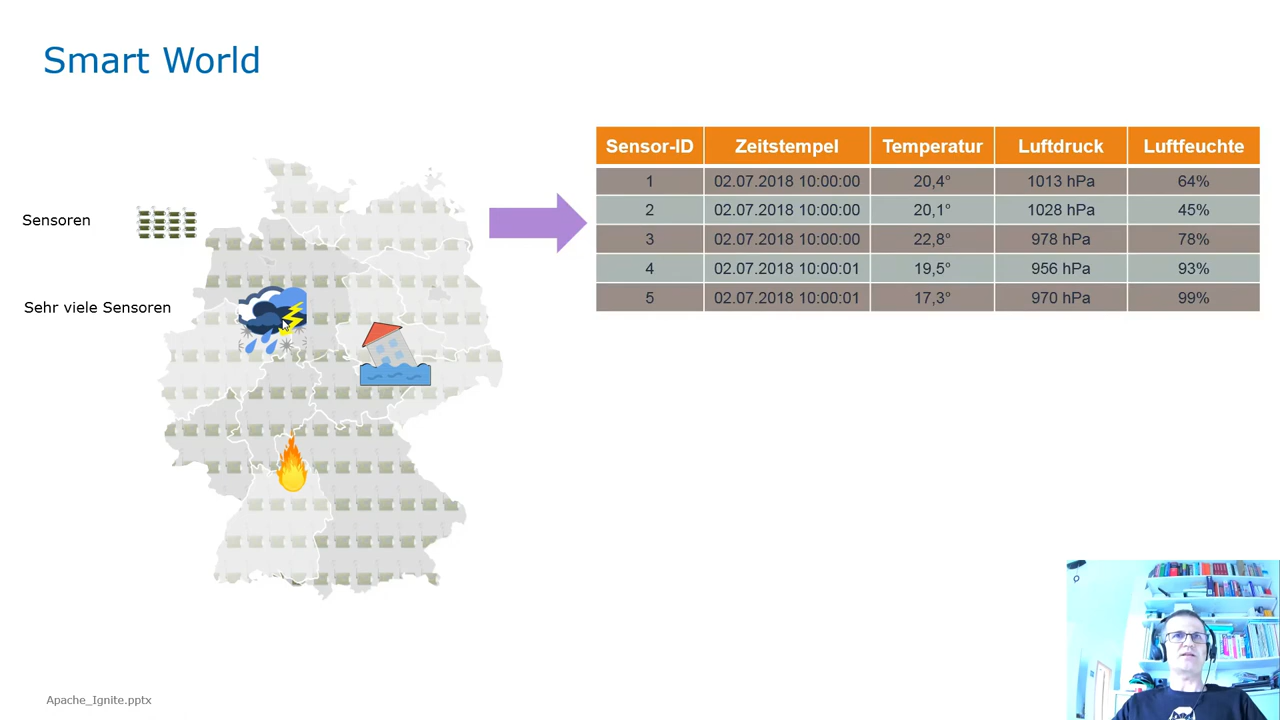 Smart World
Sensoren
Sehr viele Sensoren
Sensor-ID Zeitstempel Temperatur Luftdruck Luftfeuchte
1 02.07.2018 10:00:00 20,4° 1013 hPa 64%
2 02.07.2018 10:00:00 20,1° 1028 hPa 45%
3 02.07.2018 10:00:00 22,8° 978 hPa 78%
4 02.07.2018 10:00:01 19,5° 956 hPa 93%
5 02.07.2018 10:00:01 17,3° 970 hPa 99%
Apache_Ignite.pptx